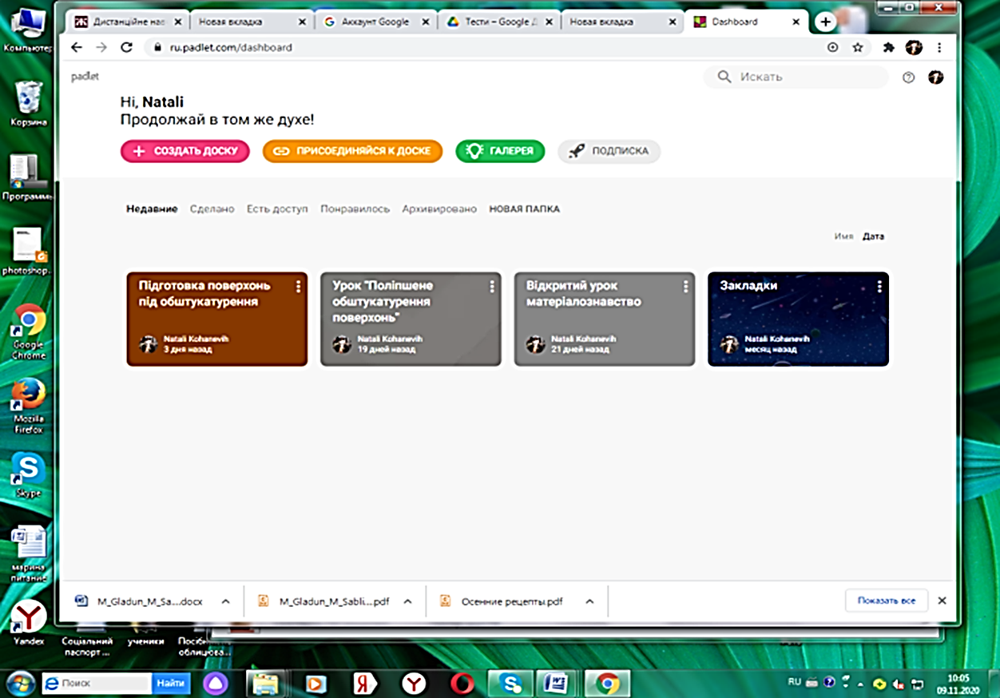 Дистанційне нав
Новая вкладка
Аккаунт Google
Тести – Google Д
Новая вкладка
Dashboard
ru.padlet.com/dashboard
padlet
Искать
Hi, Natali
Продолжай в том же духе!
СОЗДАТЬ ДОСКУ
ПРИСОЕДИНЯЙСЯ К ДОСКЕ
ГАЛЕРЕЯ
ПОДПИСКА
Недавние Сделано Есть доступ Понравилось Архивировано НОВАЯ ПАПКА
Имя Дата
Підготовка поверхонь
під обштукатурення
Natali Kohanevih
3 дня назад
Урок "Поліпшене
обштукатурення
поверхонь"
Natali Kohanevih
19 дней назад
Відкритий урок
матеріалознавство
Natali Kohanevih
21 дней назад
Закладки
Natali Kohanevih
месяц назад
M_Gladun_M_Sa....docx
M_Gladun_M_Sabli....pdf
Осенние рецепты.pdf
Показать все
Компьютер
Корзина
Программы
photoshop...
Google
Chrome
Mozilla
Firefox
Skype
марина
питание
Yandex
Соціальний
паспорт ...
ученики
Посібн
облицюва...
Поиск
Найти
RU
10:05
09.11.2020